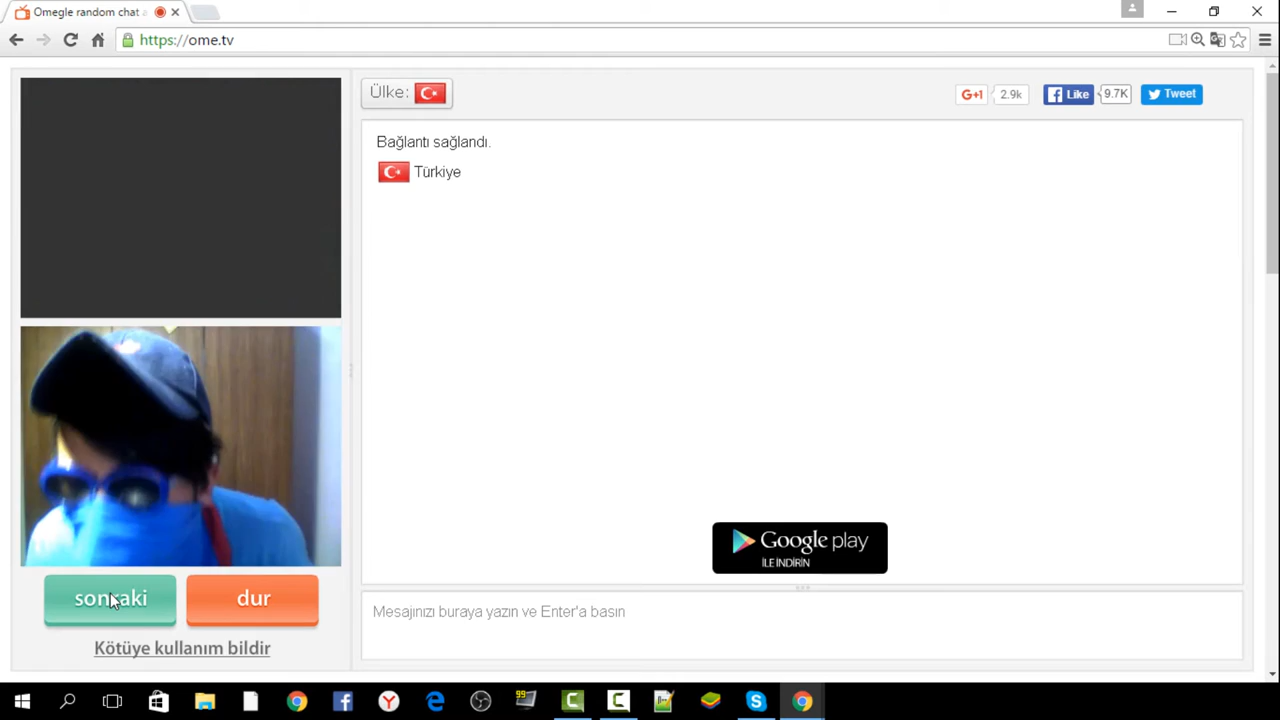 Omegle random chat a
https://ome.tv
Ülke:
G+1
2.9k
Like
9.7K
Tweet
Bağlantı sağlandı.
Türkiye
Google play
İLE İNDİRİN
sonraki
dur
Mesajınızı buraya yazın ve Enter'a basın
Kötüye kullanım bildir
99